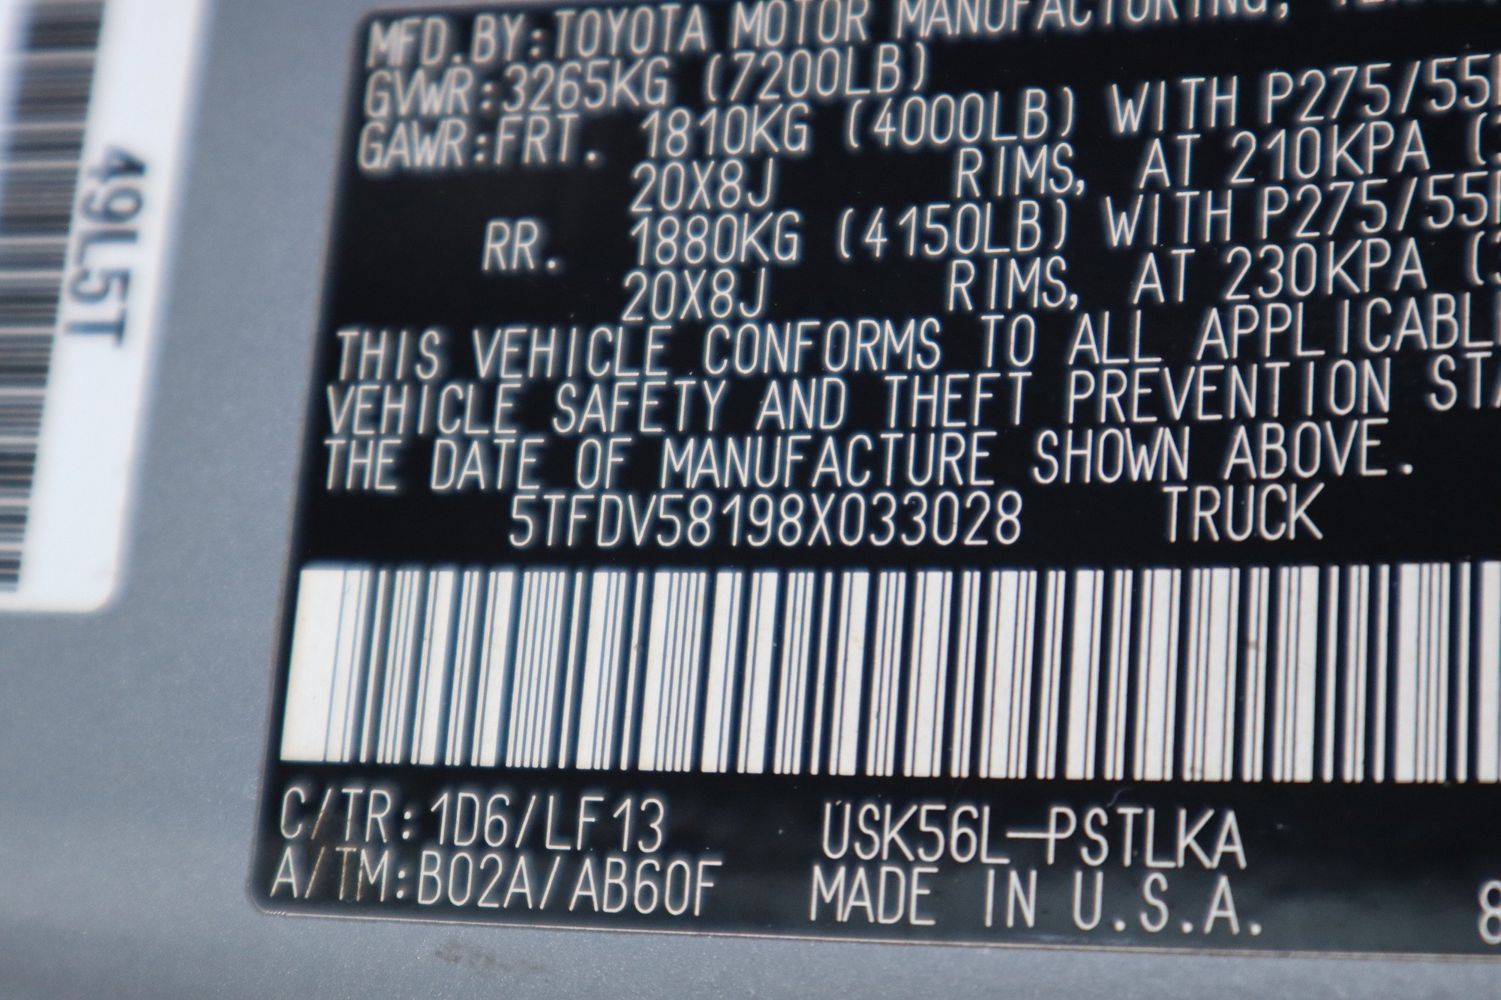 MFD.BY:TOYOTA MOTOR MANUFACTURING,
GVWR:3265KG (7200LB)
GAWR:FRT. 1810KG (4000LB) WITH P275/55
20X8J RIMS, AT 210KPA
RR. 1880KG (4150LB) WITH P275/55
20X8J RIMS, AT 230KPA
THIS VEHICLE CONFORMS TO ALL APPLICABL
VEHICLE SAFETY AND THEFT PREVENTION STA
THE DATE OF MANUFACTURE SHOWN ABOVE.
5TFDV58198X033028 TRUCK
C/TR:1D6/LF13 USK56L-PSTLKA
A/TM:B02A/AB60F MADE IN U.S.A.
49L5T